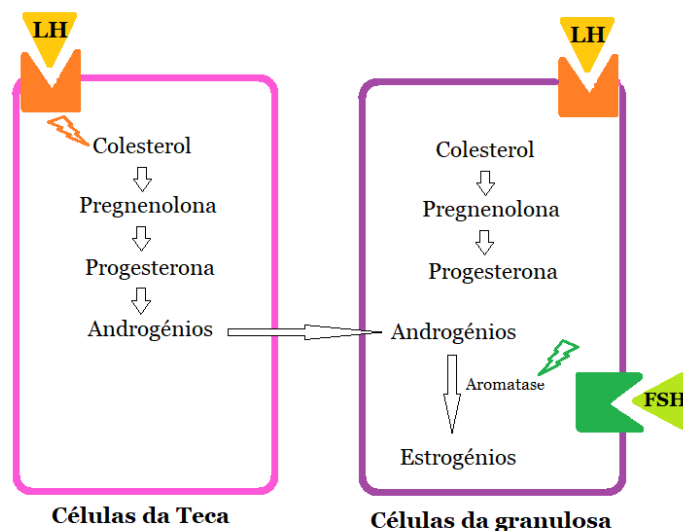 LH
Colesterol
Pregnenolona
Progesterona
Androgénios
Células da Teca
LH
Colesterol
Pregnenolona
Progesterona
Androgénios
Aromatase
FSH
Estrogénios
Células da granulosa